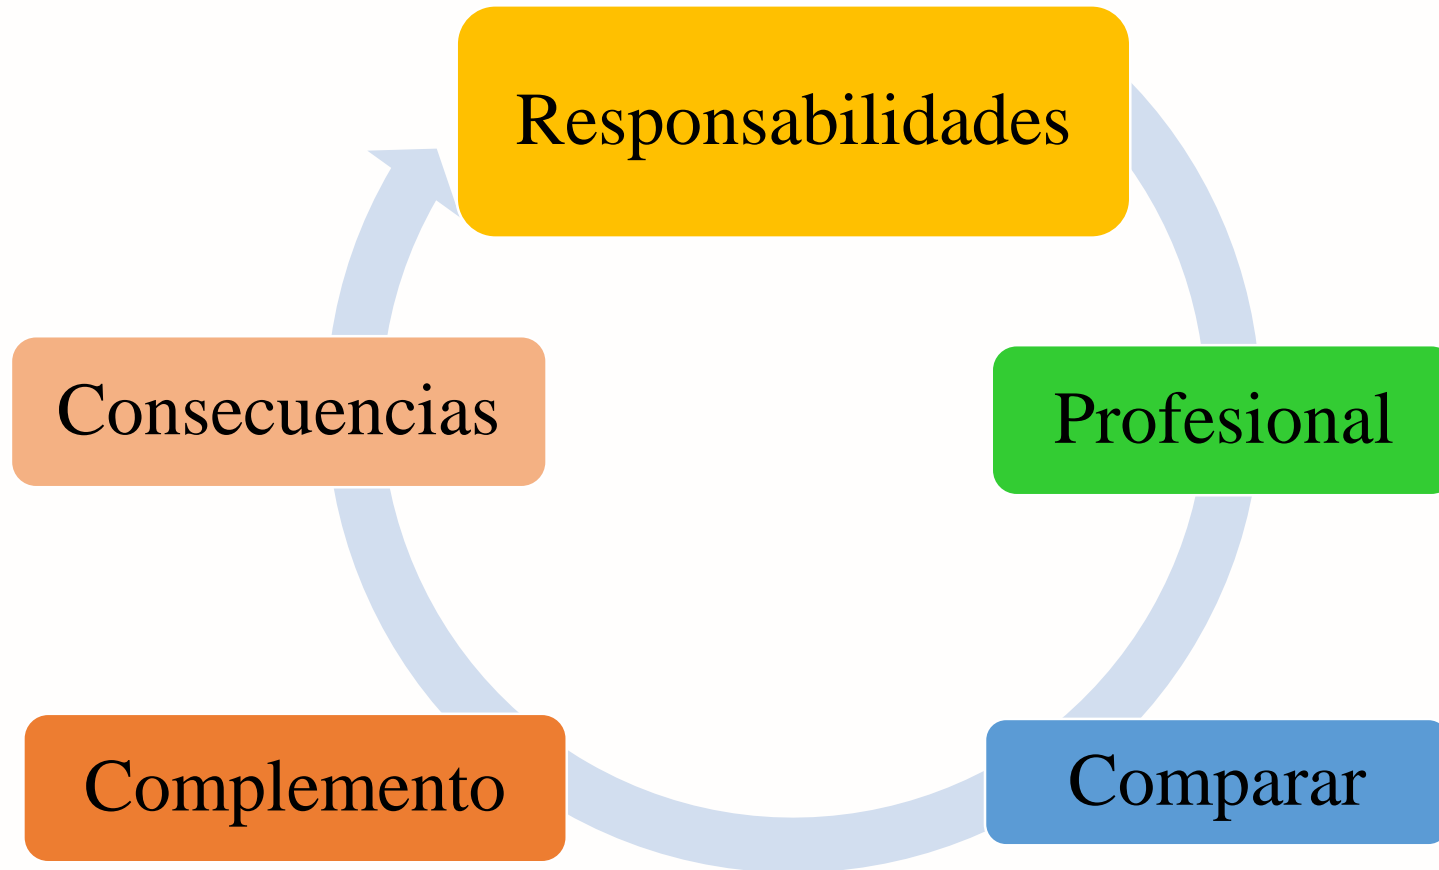 Responsabilidades
Profesional
Comparar
Complemento
Consecuencias